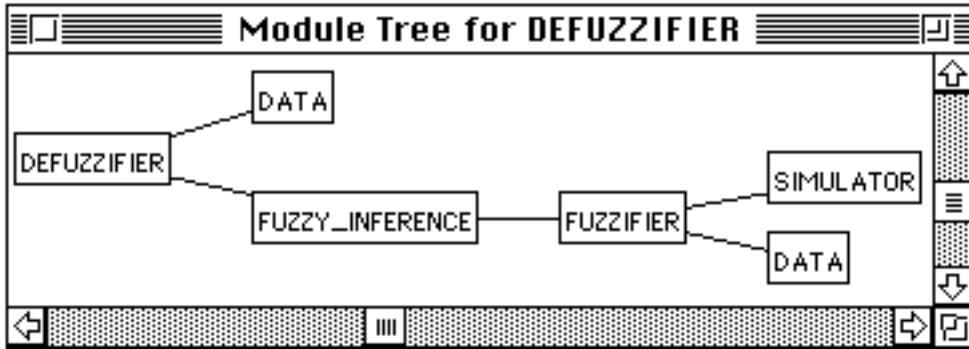 Module Tree for DEFUZZIFIER
DATA
DEFUZZIFIER
SIMULATOR
FUZZY_INFERENCE
FUZZIFIER
DATA